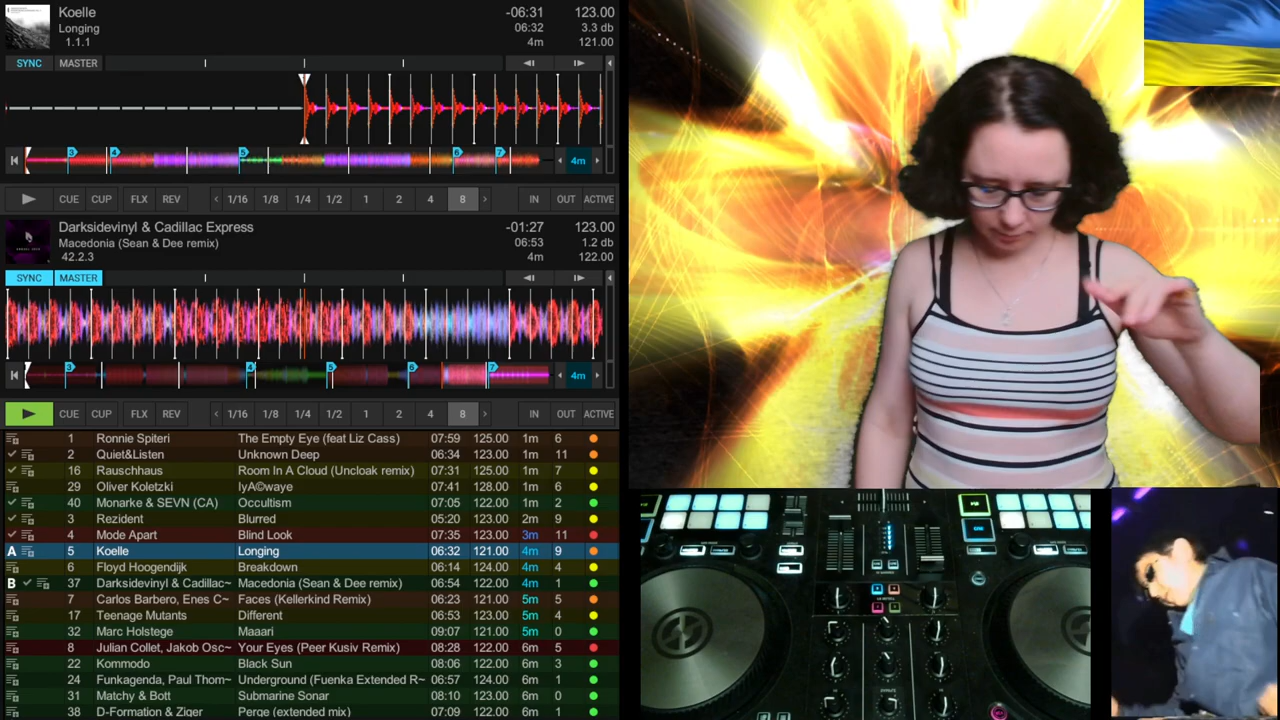 Koelle -06:31 123.00
Longing 06:32 3.3 db
1.1.1 4m 121.00
SYNC MASTER
3 4 5 6 7 4m
CUE CUP FLX REV 1/16 1/8 1/4 1/2 1 2 4 8 IN OUT ACTIVE
Darksidevinyl & Cadillac Express -01:27 123.00
Macedonia (Sean & Dee remix) 06:53 1.2 db
42.2.3 4m 122.00
SYNC MASTER
3 4 5 6 7 4m
CUE CUP FLX REV 1/16 1/8 1/4 1/2 1 2 4 8 IN OUT ACTIVE
1 Ronnie Spiteri The Empty Eye (feat Liz Cass) 07:59 125.00 1m 6
2 Quiet&Listen Unknown Deep 06:34 123.00 1m 11
16 Rauschhaus Room In A Cloud (Uncloak remix) 07:31 125.00 1m 7
29 Oliver Koletzki IyA©waye 07:41 128.00 1m 6
40 Monarke & SEVN (CA) Occultism 07:05 122.00 1m 2
3 Rezident Blurred 05:20 123.00 2m 9
4 Mode Apart Blind Look 07:35 123.00 3m 11
A 5 Koelle Longing 06:32 121.00 4m 9
6 Floyd Hoogendijk Breakdown 06:14 124.00 4m 4
B 37 Darksidevinyl & Cadillac~ Macedonia (Sean & Dee remix) 06:54 122.00 4m 1
7 Carlos Barbero, Enes C~ Faces (Kellerkind Remix) 06:23 121.00 5m 5
17 Teenage Mutants Different 06:53 123.00 5m 4
32 Marc Holstege Maaari 09:07 121.00 5m 0
8 Julian Collet, Jakob Osc~ Your Eyes (Peer Kusiv Remix) 08:28 122.00 6m 5
22 Kommodo Black Sun 08:06 122.00 6m 3
24 Funkagenda, Paul Thom~ Underground (Fuenka Extended R~ 06:57 124.00 6m 1
31 Matchy & Bott Submarine Sonar 08:10 123.00 6m 0
38 D-Formation & Ziger Perge (extended mix) 07:09 122.00 6m 1